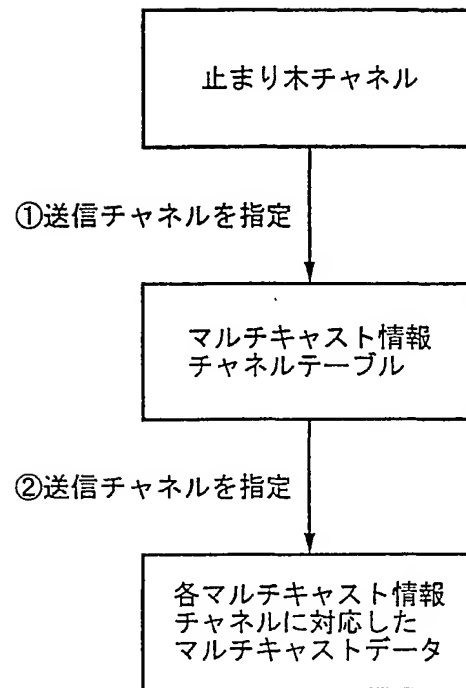 止まり木チャネル
①送信チャネルを指定
マルチキャスト情報
チャネルテーブル
②送信チャネルを指定
各マルチキャスト情報
チャネルに対応した
マルチキャストデータ